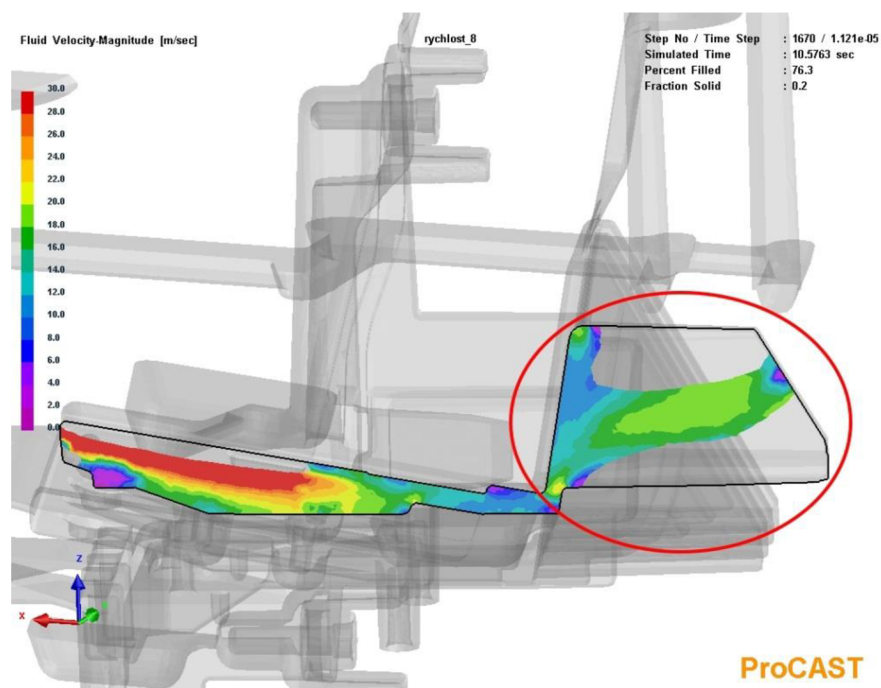 Fluid Velocity-Magnitude [m/sec]
rychlost_8
Step No / Time Step : 1670 / 1.121e-05
Simulated Time : 10.5763 sec
Percent Filled : 76.3
Fraction Solid : 0.2
30.0
28.0
26.0
24.0
22.0
20.0
18.0
16.0
14.0
12.0
10.0
8.0
6.0
4.0
2.0
0.0
Z
X
ProCAST